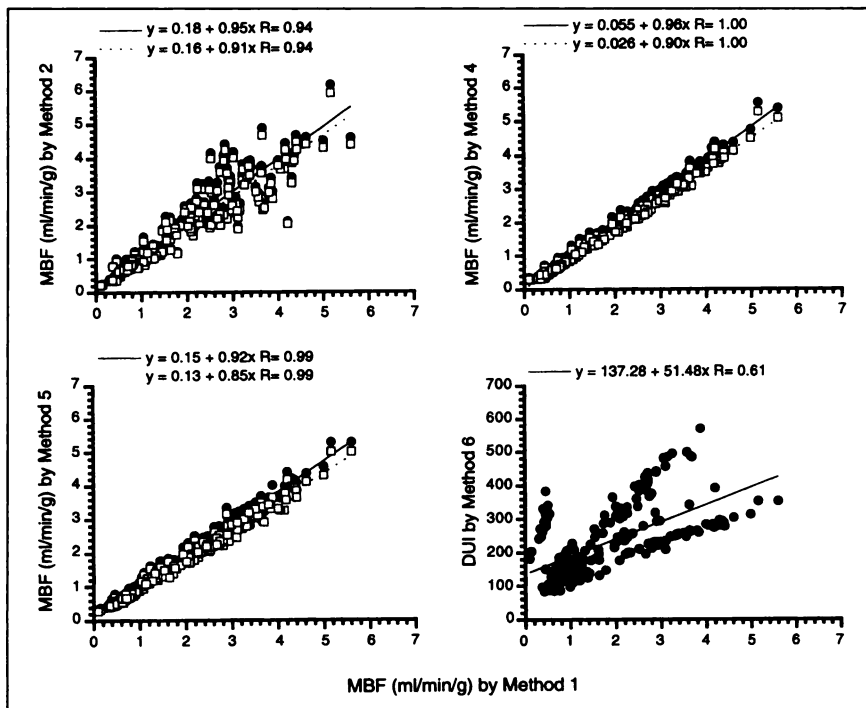 y = 0.18 + 0.95x R= 0.94
y = 0.16 + 0.91x R= 0.94
MBF (ml/min/g) by Method 2
7
6
5
4
3
2
1
0
0 1 2 3 4 5 6 7
y = 0.055 + 0.96x R= 1.00
y = 0.026 + 0.90x R= 1.00
MBF (ml/min/g) by Method 4
7
6
5
4
3
2
1
0
0 1 2 3 4 5 6 7
y = 0.15 + 0.92x R= 0.99
y = 0.13 + 0.85x R= 0.99
MBF (ml/min/g) by Method 5
7
6
5
4
3
2
1
0
0 1 2 3 4 5 6 7
y = 137.28 + 51.48x R= 0.61
DUI by Method 6
700
600
500
400
300
200
100
0
0 1 2 3 4 5 6 7
MBF (ml/min/g) by Method 1